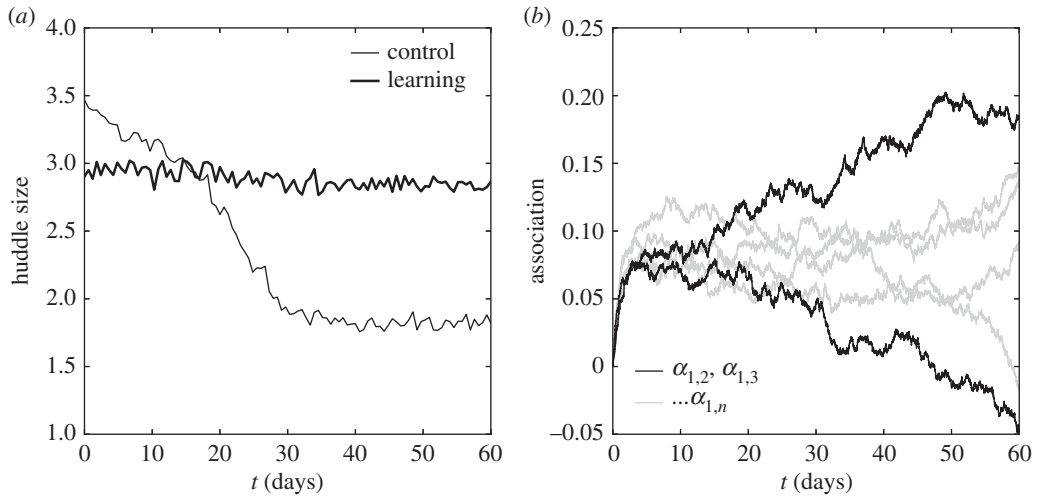 (a)
4.0
3.5
3.0
2.5
2.0
1.5
1.0
huddle size
control
learning
0 10 20 30 40 50 60
t (days)
(b)
0.25
0.20
0.15
0.10
0.05
0
–0.05
association
α1,2, α1,3
...α1,n
0 10 20 30 40 50 60
t (days)